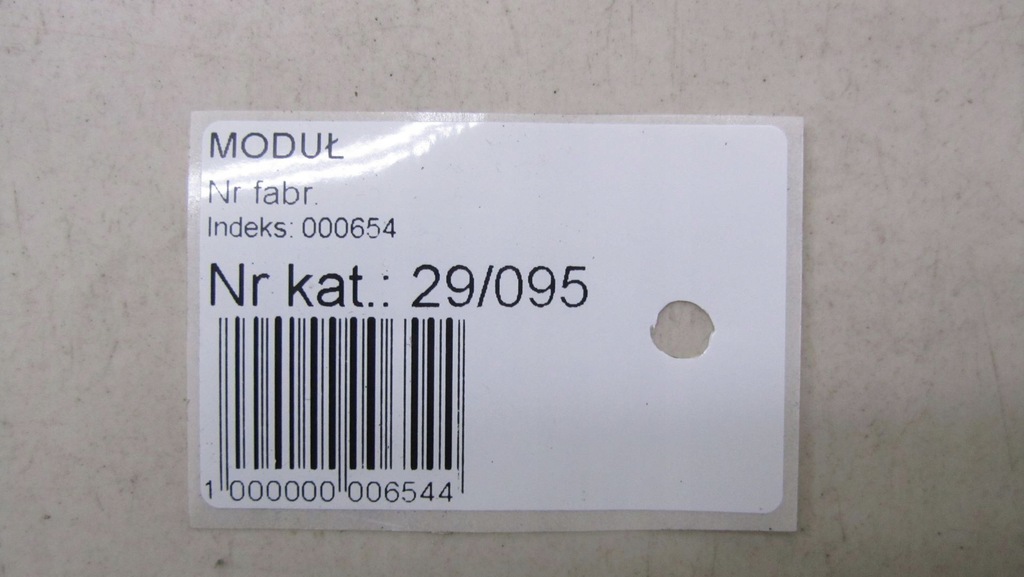 MODUŁ
Nr fabr.
Indeks: 000654
Nr kat.: 29/095
1 000000 006544